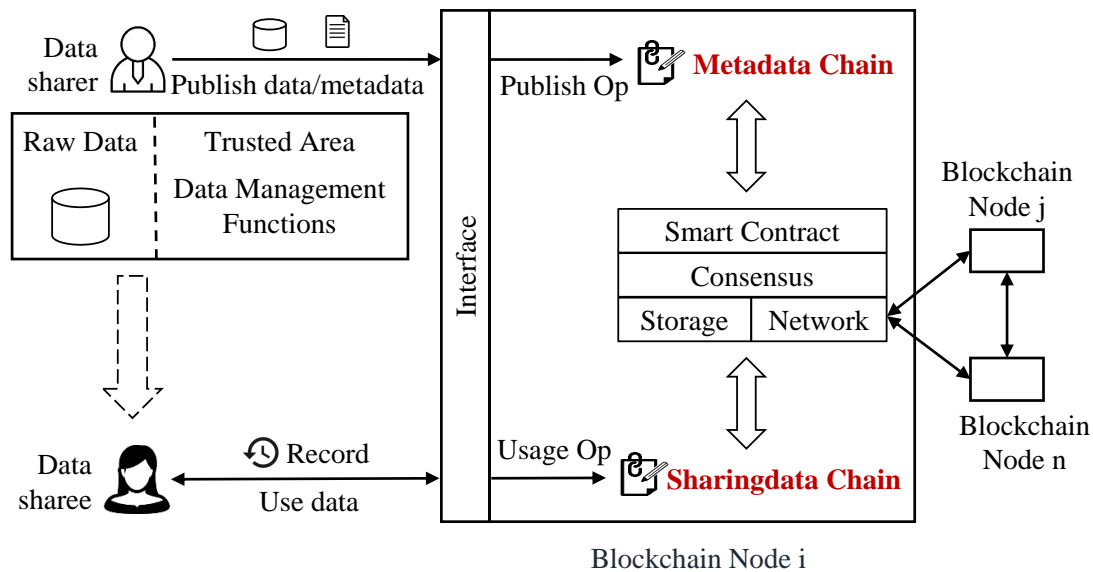 Data
sharer
Publish data/metadata
Publish Op
Metadata Chain
Raw Data
Trusted Area
Data Management
Functions
Interface
Smart Contract
Consensus
Storage
Network
Blockchain
Node j
Blockchain
Node n
Data
sharee
Record
Use data
Usage Op
Sharingdata Chain
Blockchain Node i